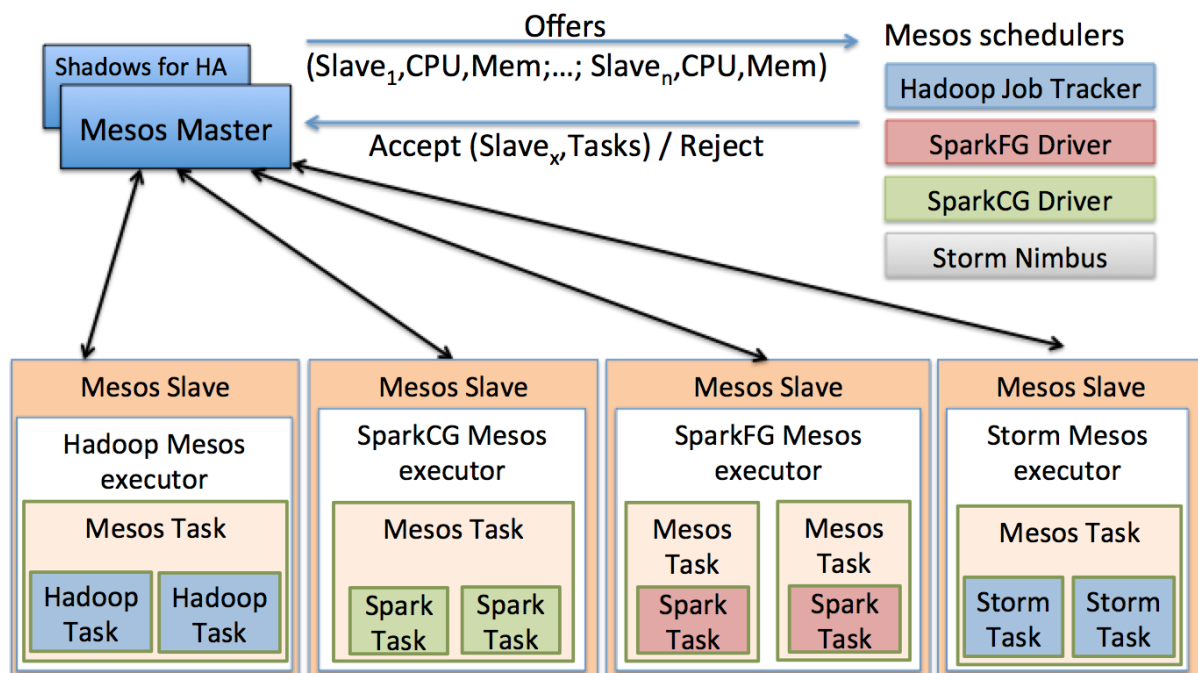 Offers
(Slave1,CPU,Mem;...; Slaven,CPU,Mem)
Accept (Slavex,Tasks) / Reject
Shadows for HA
Mesos Master
Mesos schedulers
Hadoop Job Tracker
SparkFG Driver
SparkCG Driver
Storm Nimbus
Mesos Slave
Hadoop Mesos
executor
Mesos Task
Hadoop
Task
Hadoop
Task
Mesos Slave
SparkCG Mesos
executor
Mesos Task
Spark
Task
Spark
Task
Mesos Slave
SparkFG Mesos
executor
Mesos
Task
Spark
Task
Mesos
Task
Spark
Task
Mesos Slave
Storm Mesos
executor
Mesos Task
Storm
Task
Storm
Task